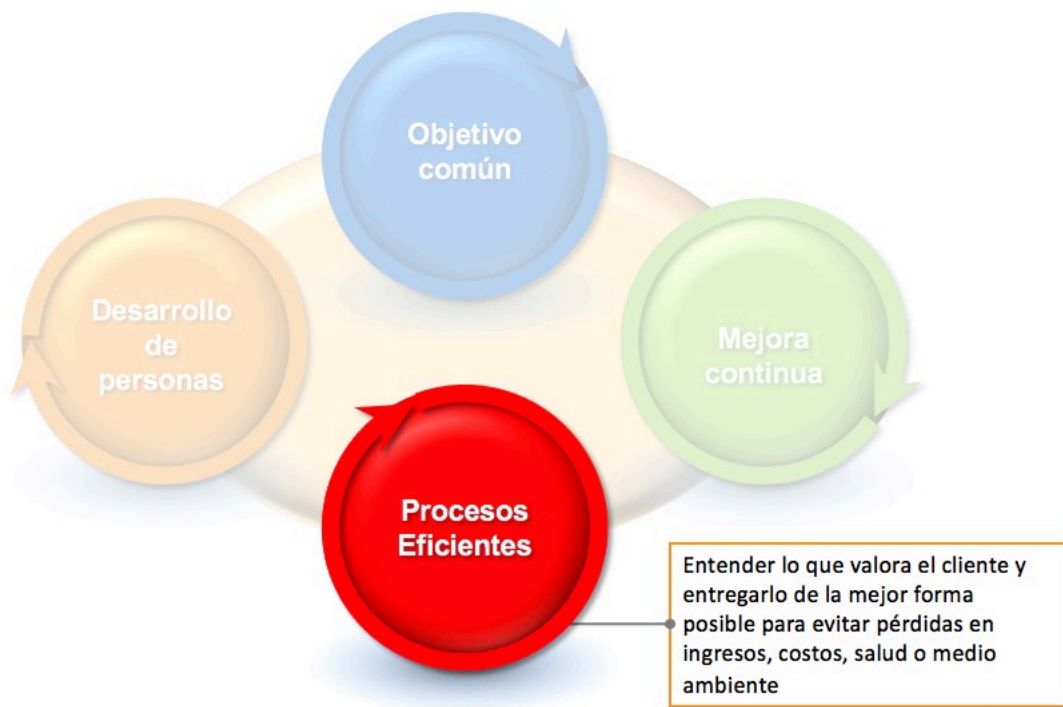 Objetivo
común
Desarrollo
de
personas
Mejora
continua
Procesos
Eficientes
Entender lo que valora el cliente y
entregarlo de la mejor forma
posible para evitar pérdidas en
ingresos, costos, salud o medio
ambiente